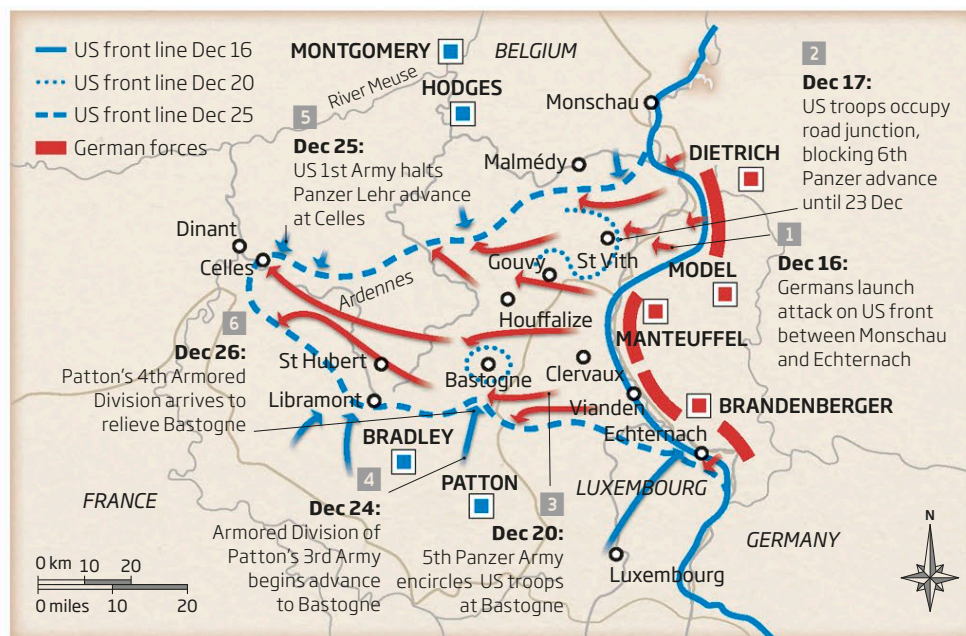 US front line Dec 16
US front line Dec 20
US front line Dec 25
German forces
MONTGOMERY
BELGIUM
River Meuse
HODGES
Monschau
Malmédy
DIETRICH
2
Dec 17:
US troops occupy
road junction,
blocking 6th
Panzer advance
until 23 Dec
5
Dec 25:
US 1st Army halts
Panzer Lehr advance
at Celles
Dinant
Celles
Ardennes
Gouvy
St Vith
Houffalize
MODEL
MANTEUFFEL
1
Dec 16:
Germans launch
attack on US front
between Monschau
and Echternach
6
Dec 26:
Patton's 4th Armored
Division arrives to
relieve Bastogne
St Hubert
Libramont
Bastogne
Clervaux
Vianden
Echternach
BRANDENBERGER
BRADLEY
PATTON
4
Dec 24:
Armored Division of
Patton's 3rd Army
begins advance
to Bastogne
3
Dec 20:
5th Panzer Army
encircles US troops
at Bastogne
FRANCE
LUXEMBOURG
Luxembourg
GERMANY
N
0 km 10 20
0 miles 10 20